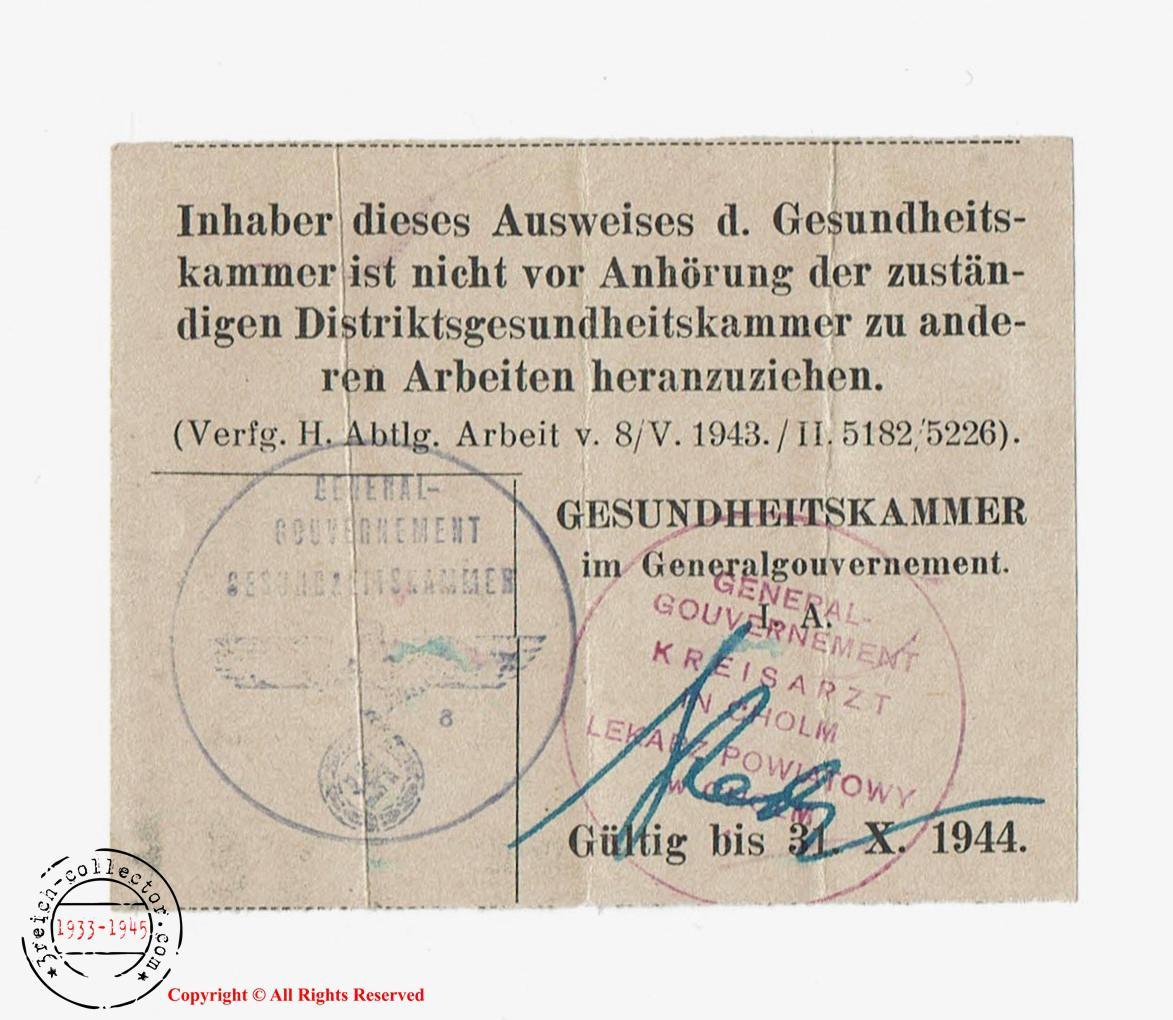 Inhaber dieses Ausweises d. Gesundheits-
kammer ist nicht vor Anhörung der zustän-
digen Distriktsgesundheitskammer zu ande-
ren Arbeiten heranzuziehen.
(Verfg. H. Abtlg. Arbeit v. 8/V. 1943./II. 5182/5226).
GENERAL-
GOUVERNEMENT
GESUNDHEITSKAMMER
8
GESUNDHEITSKAMMER
im Generalgouvernement.
I. A.
GENERAL-
GOUVERNEMENT
KREISARZT
IN CHOLM
LEKARZ POWIATOWY
W CHOLM
Gültig bis 31. X. 1944.
3reich-collector.com
1933-1945
Copyright © All Rights Reserved